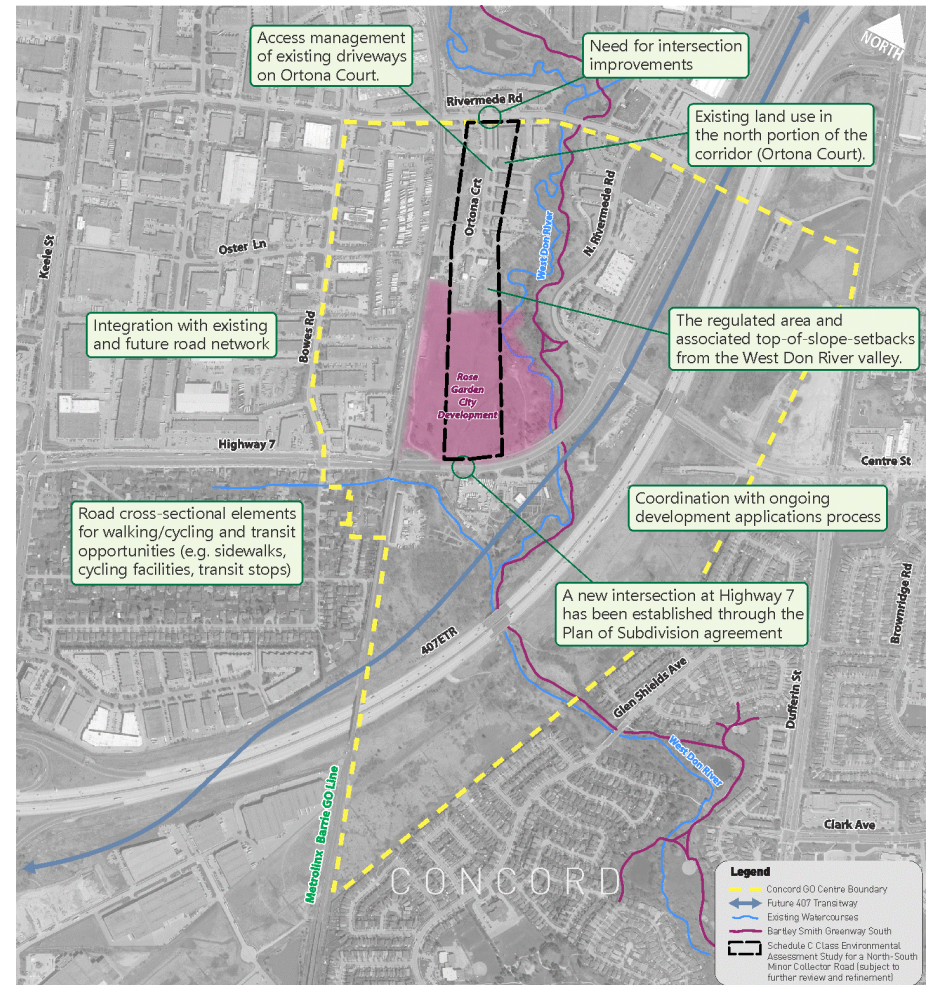 Access management
of existing driveways
on Ortona Court.
Need for intersection
improvements
NORTH
Rivermede Rd
Existing land use in
the north portion of the
corridor (Ortona Court).
Ortona Crt
N. Rivermede Rd
West Don River
Keele St
Oster Ln
Integration with existing
and future road network
Bowes Rd
The regulated area and
associated top-of-slope-setbacks
from the West Don River valley.
Rose
Garden
City
Development
Highway 7
Centre St
Road cross-sectional elements
for walking/cycling and transit
opportunities (e.g. sidewalks,
cycling facilities, transit stops)
Coordination with ongoing
development applications process
A new intersection at Highway 7
has been established through the
Plan of Subdivision agreement
Brownridge Rd
407ETR
Glen Shields Ave
Dufferin St
West Don River
Metrolinx Barrie GO Line
Clark Ave
CONCORD
Legend
Concord GO Centre Boundary
Future 407 Transitway
Existing Watercourses
Bartley Smith Greenway South
Schedule C Class Environmental
Assessment Study for a North-South
Minor Collector Road (subject to
further review and refinement)